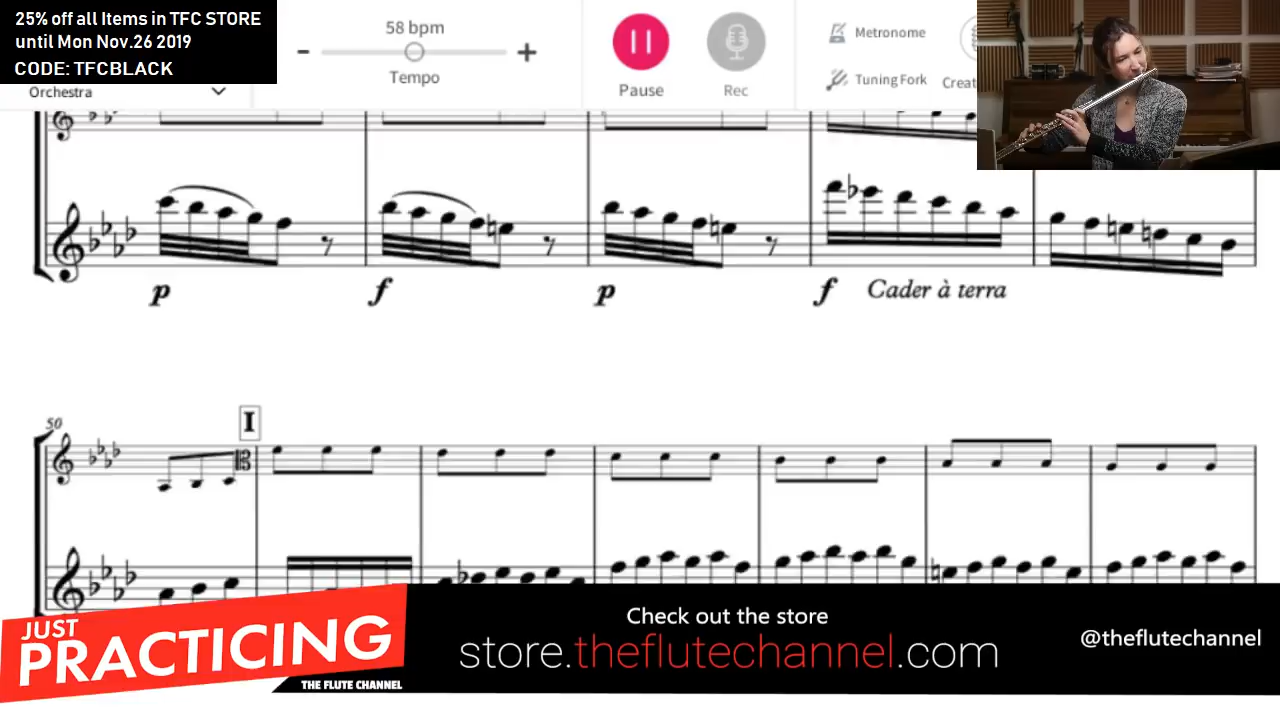 25% off all Items in TFC STORE
until Mon Nov.26 2019
CODE: TFCBLACK
Orchestra
58 bpm
- +
Tempo
Pause
Rec
Metronome
Tuning Fork
Creat
p f p f Cader à terra
50
I
JUST
PRACTICING
THE FLUTE CHANNEL
Check out the store
store.theflutechannel.com
@theflutechannel